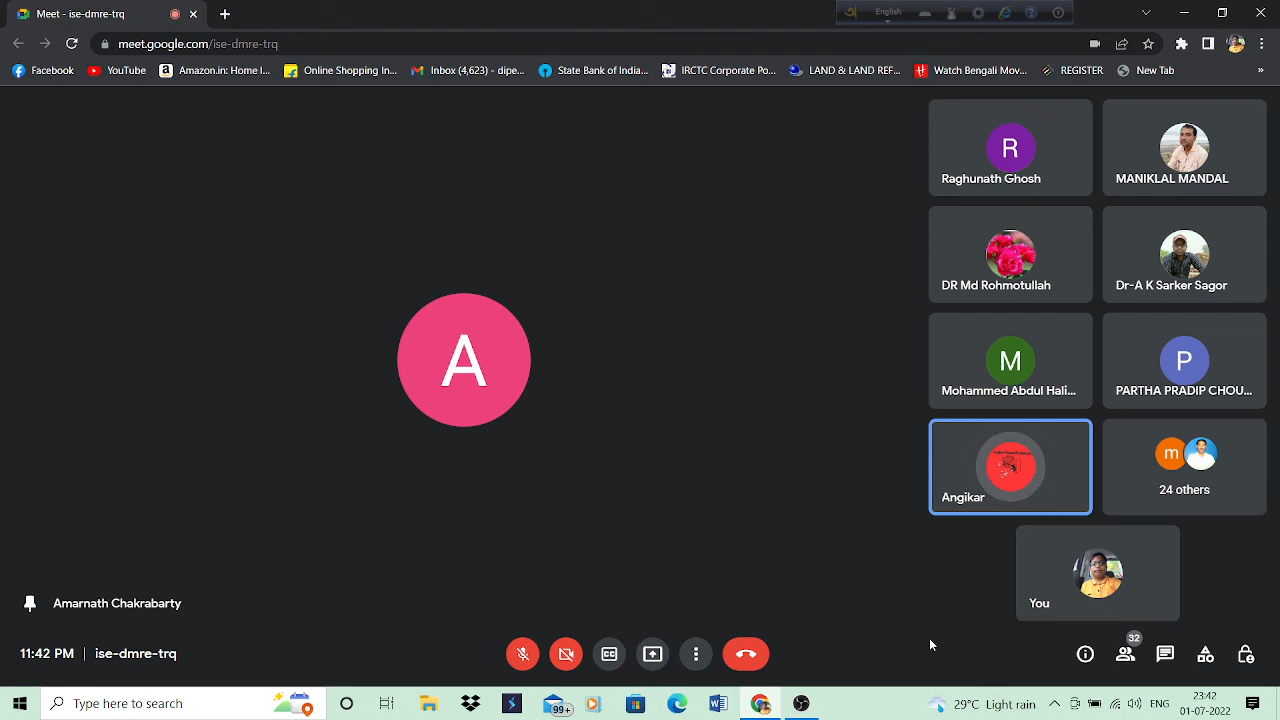 Meet - ise-dmre-trq
English
meet.google.com/ise-dmre-trq
Facebook
YouTube
Amazon.in: Home I...
Online Shopping In...
Inbox (4,623) - dipe...
State Bank of India...
IRCTC Corporate Po...
LAND & LAND REF...
Watch Bengali Mov...
REGISTER
New Tab
»
R
Raghunath Ghosh
MANIKLAL MANDAL
DR Md Rohmotullah
Dr-A K Sarker Sagor
A
M
Mohammed Abdul Hali...
P
PARTHA PRADIP CHOU...
Angikar
m
24 others
You
Amarnath Chakrabarty
11:42 PM | ise-dmre-trq
32
Type here to search
99+
29°C Light rain
ENG
23:42
01-07-2022